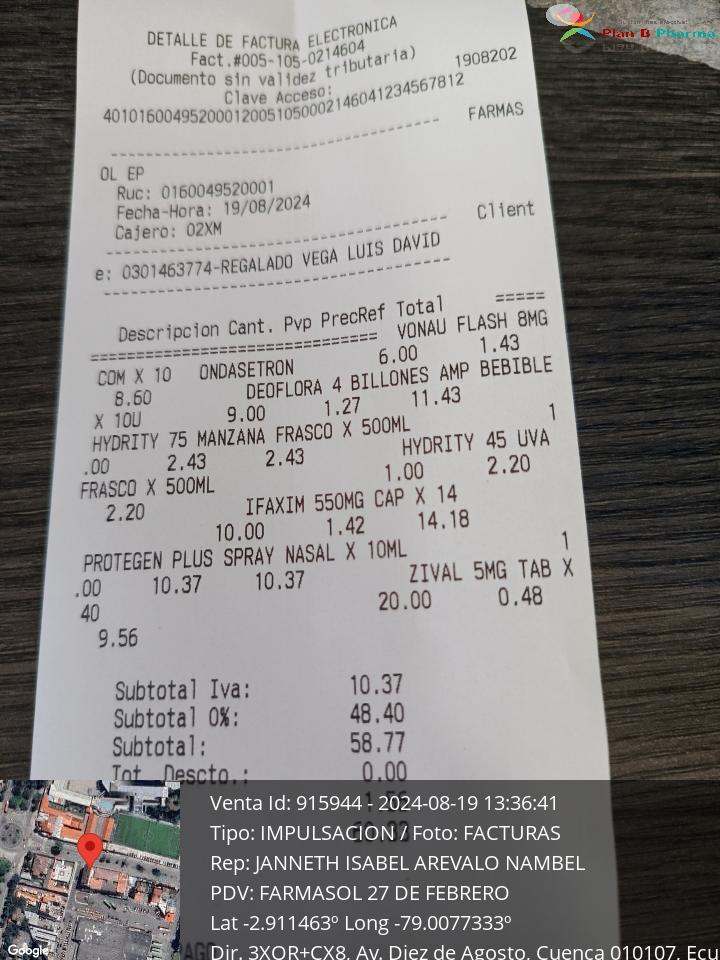 Plan B Pharma
DETALLE DE FACTURA ELECTRONICA
Fact.#005-105-0214604
(Documento sin validez tributaria)
Clave Acceso: 1908202
401016004952000120051050002146041234567812
FARMAS
OL EP
Ruc: 0160049520001
Fecha-Hora: 19/08/2024
Cajero: 02XM
Client
e: 0301463774-REGALADO VEGA LUIS DAVID
Descripcion Cant. Pvp PrecRef Total
VONAU FLASH 8MG
COM X 10 ONDASETRON 6.00 1.43
8.60 DEOFLORA 4 BILLONES AMP BEBIBLE
X 10U 9.00 1.27 11.43
HYDRITY 75 MANZANA FRASCO X 500ML 1
.00 2.43 2.43 HYDRITY 45 UVA
FRASCO X 500ML 1.00 2.20
2.20 IFAXIM 550MG CAP X 14
10.00 1.42 14.18
PROTEGEN PLUS SPRAY NASAL X 10ML 1
.00 10.37 10.37 ZIVAL 5MG TAB X
40 20.00 0.48
9.56
Subtotal Iva: 10.37
Subtotal 0%: 48.40
Subtotal: 58.77
Tot Descto.: 0.00
Venta Id: 915944 - 2024-08-19 13:36:41
Tipo: IMPULSACION / Foto: FACTURAS
Rep: JANNETH ISABEL AREVALO NAMBEL
PDV: FARMASOL 27 DE FEBRERO
Lat -2.911463º Long -79.0077333º
Dir. 3XQR+CX8, Av. Diez de Agosto, Cuenca 010107, Ecu
Google